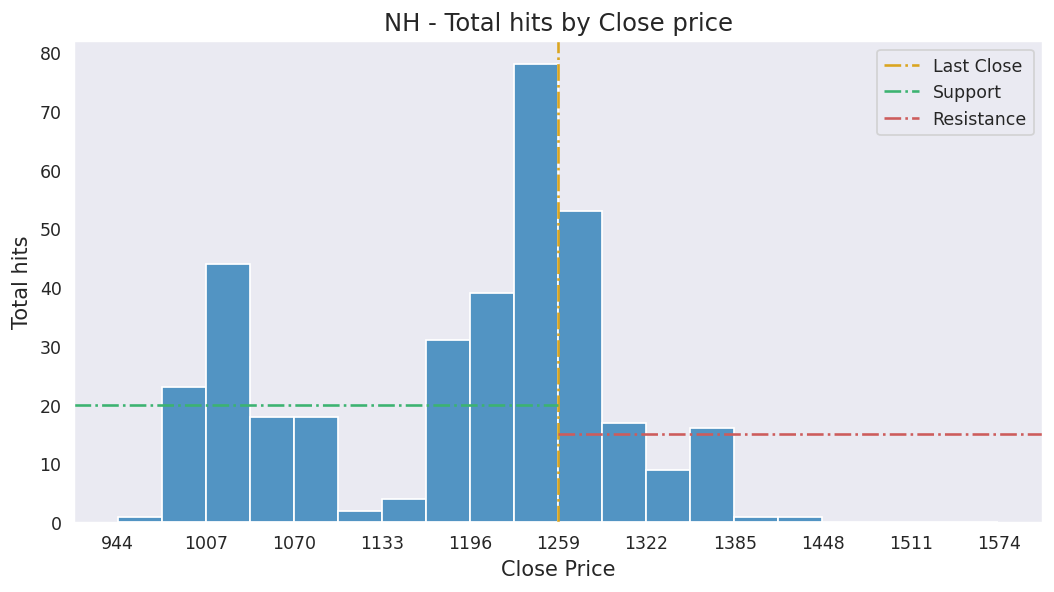 NH - Total hits by Close price
Last Close
Support
Resistance
Total hits
80
70
60
50
40
30
20
10
0
944 1007 1070 1133 1196 1259 1322 1385 1448 1511 1574
Close Price